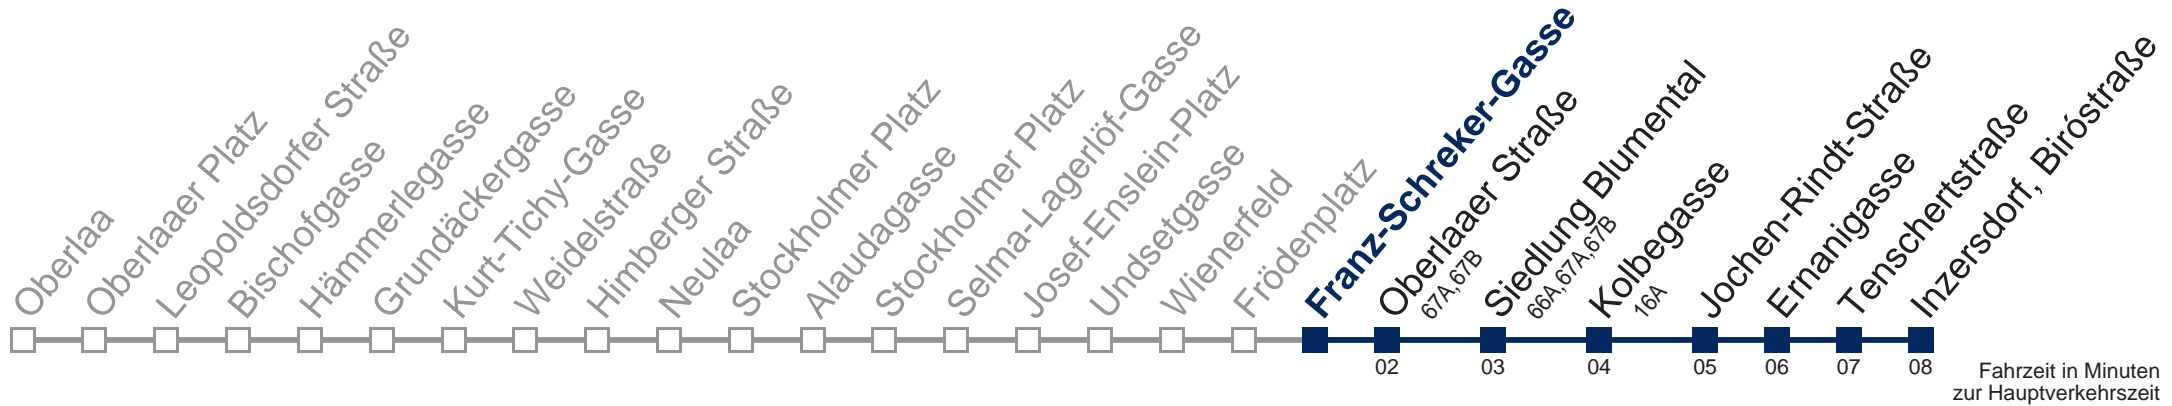 Oberlaa
Oberlaaer Platz
Leopoldsdorfer Straße
Bischofgasse
Hämmerlegasse
Grundäckergasse
Kurt-Tichy-Gasse
Weidelstraße
Himberger Straße
Neulaa
Stockholmer Platz
Alaudagasse
Stockholmer Platz
Selma-Lagerlöf-Gasse
Josef-Enslein-Platz
Undsetgasse
Wienerfeld
Frödenplatz
Franz-Schreker-Gasse
Oberlaaer Straße
67A,67B
Siedlung Blumental
66A,67A,67B
Kolbegasse
16A
Jochen-Rindt-Straße
Ernanigasse
Tenschertstraße
Inzersdorf, Biróstraße
02
03
04
05
06
07
08
Fahrzeit in Minuten
zur Hauptverkehrszeit